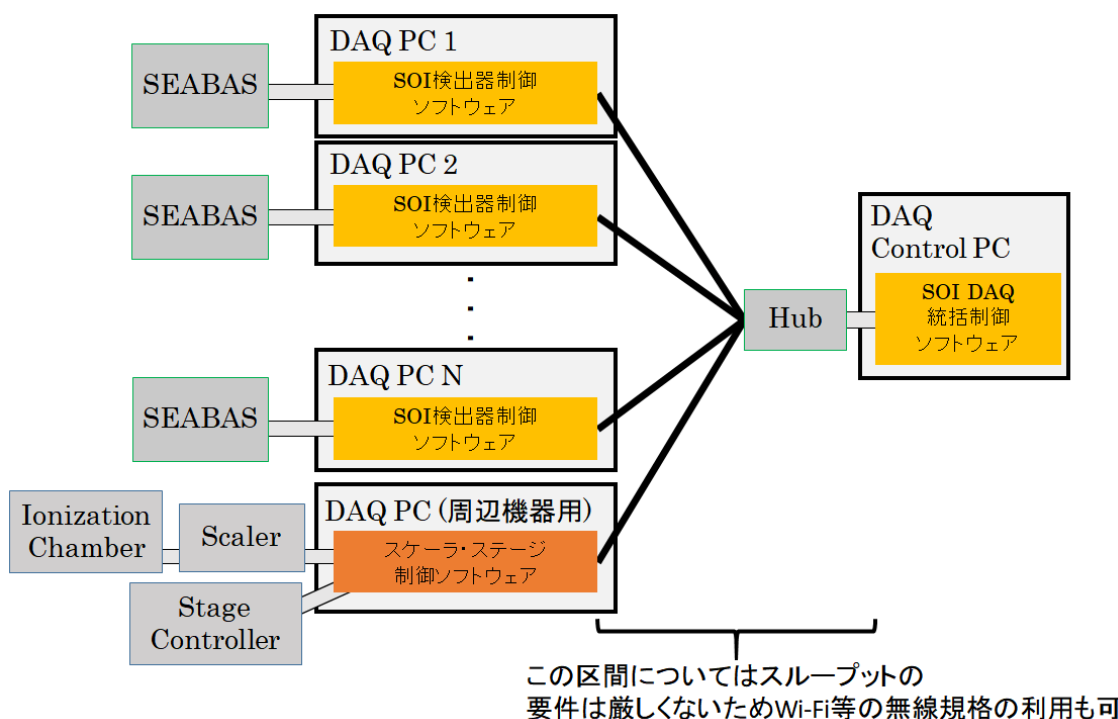 DAQ PC 1
SEABAS
SOI検出器制御
ソフトウェア
DAQ PC 2
SEABAS
SOI検出器制御
ソフトウェア
DAQ PC N
SEABAS
SOI検出器制御
ソフトウェア
DAQ PC (周辺機器用)
Ionization
Chamber
Scaler
スケーラ・ステージ
制御ソフトウェア
Stage
Controller
Hub
DAQ
Control PC
SOI DAQ
統括制御
ソフトウェア
この区間についてはスループットの
要件は厳しくないためWi-Fi等の無線規格の利用も可